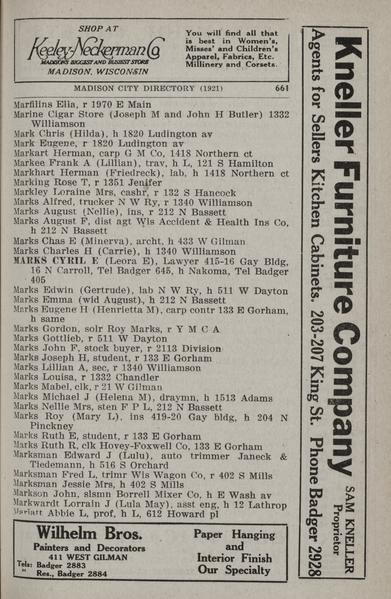 SHOP AT
Keeley-Neckerman Co
MADISON'S BIGGEST AND BUSIEST STORE
MADISON, WISCONSIN
You will find all that
is best in Women's,
Misses' and Children's
Apparel, Fabrics, Etc.
Millinery and Corsets.
MADISON CITY DIRECTORY (1921) 661
Marfilins Elia, r 1970 E Main
Marine Cigar Store (Joseph M and John H Butler) 1332
Williamson
Mark Chris (Hilda), h 1820 Ludington av
Mark Eugene, r 1820 Ludington av
Markart Herman, carp G M Co, 1418 Northern ct
Markee Frank A (Lillian), trav, h L, 121 S Hamilton
Markhart Herman (Friedreck), lab, h 1418 Northern ct
Marking Rose T, r 1351 Jenifer
Markley Loraine Mrs, cashr, r 132 S Hancock
Marks Alfred, trucker N W Ry, r 1340 Williamson
Marks August (Nellie), ins, r 212 N Bassett
Marks August F, dist agt Wis Accident & Health Ins Co,
h 212 N Bassett
Marks Chas E (Minerva), archt, h 433 W Gilman
Marks Charles H (Carrie), h 1340 Williamson
MARKS CYRIL E (Leora E), Lawyer 415-16 Gay Bldg,
16 N Carroll, Tel Badger 645, h Nakoma, Tel Badger
405
Marks Edwin (Gertrude), lab N W Ry, h 511 W Dayton
Marks Emma (wid August), h 212 N Bassett
Marks Eugene H (Henrietta M), carp contr 133 E Gorham,
h same
Marks Gordon, solr Roy Marks, r Y M C A
Marks Gottlieb, r 511 W Dayton
Marks John F, stock buyer, r 2113 Division
Marks Joseph H, student, r 133 E Gorham
Marks Lillian A, sec, r 1340 Williamson
Marks Louisa, r 1332 Chandler
Marks Mabel, clk, r 21 W Gilman
Marks Michael J (Helena M), draymn, h 1513 Adams
Marks Nellie Mrs, sten F P L, 212 N Bassett
Marks Roy (Mary L), ins 419-20 Gay bldg, h 204 N
Pinckney
Marks Ruth E, student, r 133 E Gorham
Marks Ruth R, clk Hovey-Foxwell Co, 133 E Gorham
Marksman Edward J (Lulu), auto trimmer Janeck &
Tiedemann, h 516 S Orchard
Marksman Fred L, trimr Wis Wagon Co, r 402 S Mills
Marksman Jessie Mrs, h 402 S Mills
Markson John, slsmn Borrell Mixer Co, h E Wash av
Markwardt Lorrain J (Lula May), asst eng, h 12 Lathrop
Marlatt Abbie L, prof, h L, 612 Howard pl
Wilhelm Bros.
Painters and Decorators
411 WEST GILMAN
Tels: Badger 2883
Res., Badger 2884
Paper Hanging
and
Interior Finish
Our Specialty
Kneller Furniture Company
SAM KNELLER
Proprietor
Agents for Sellers Kitchen Cabinets. 203-207 King St. Phone Badger 2928